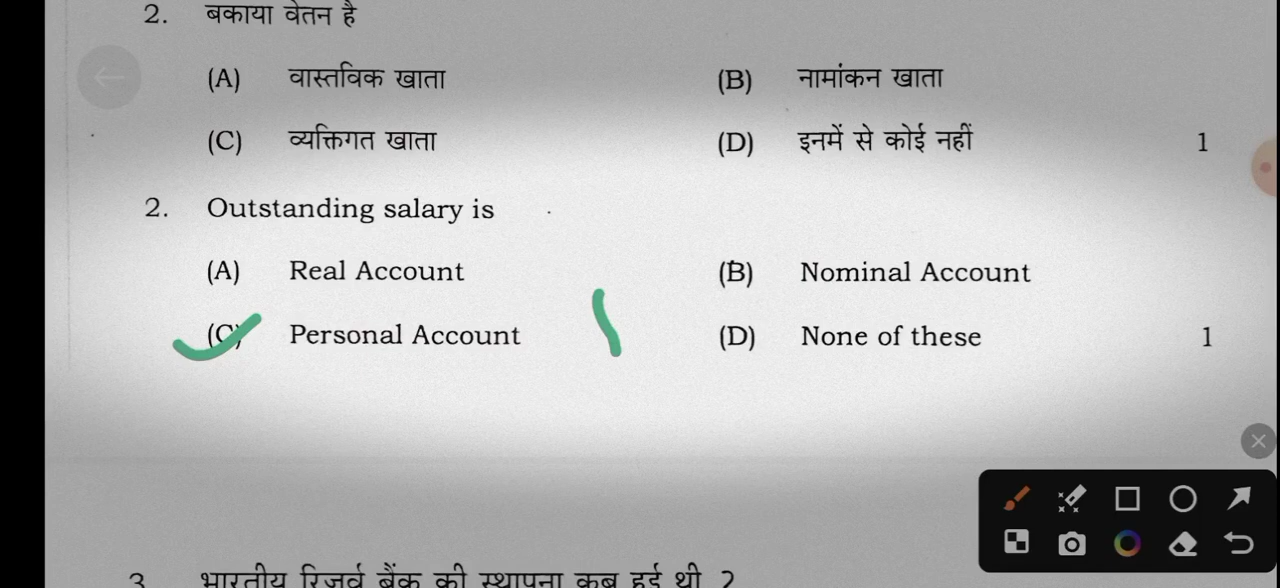 2. बकाया वेतन है
(A) वास्तविक खाता (B) नामांकन खाता
(C) व्यक्तिगत खाता (D) इनमें से कोई नहीं 1
2. Outstanding salary is
(A) Real Account (B) Nominal Account
(C) Personal Account (D) None of these 1
3. भारतीय रिजर्व बैंक की स्थापना कब हुई थी ?